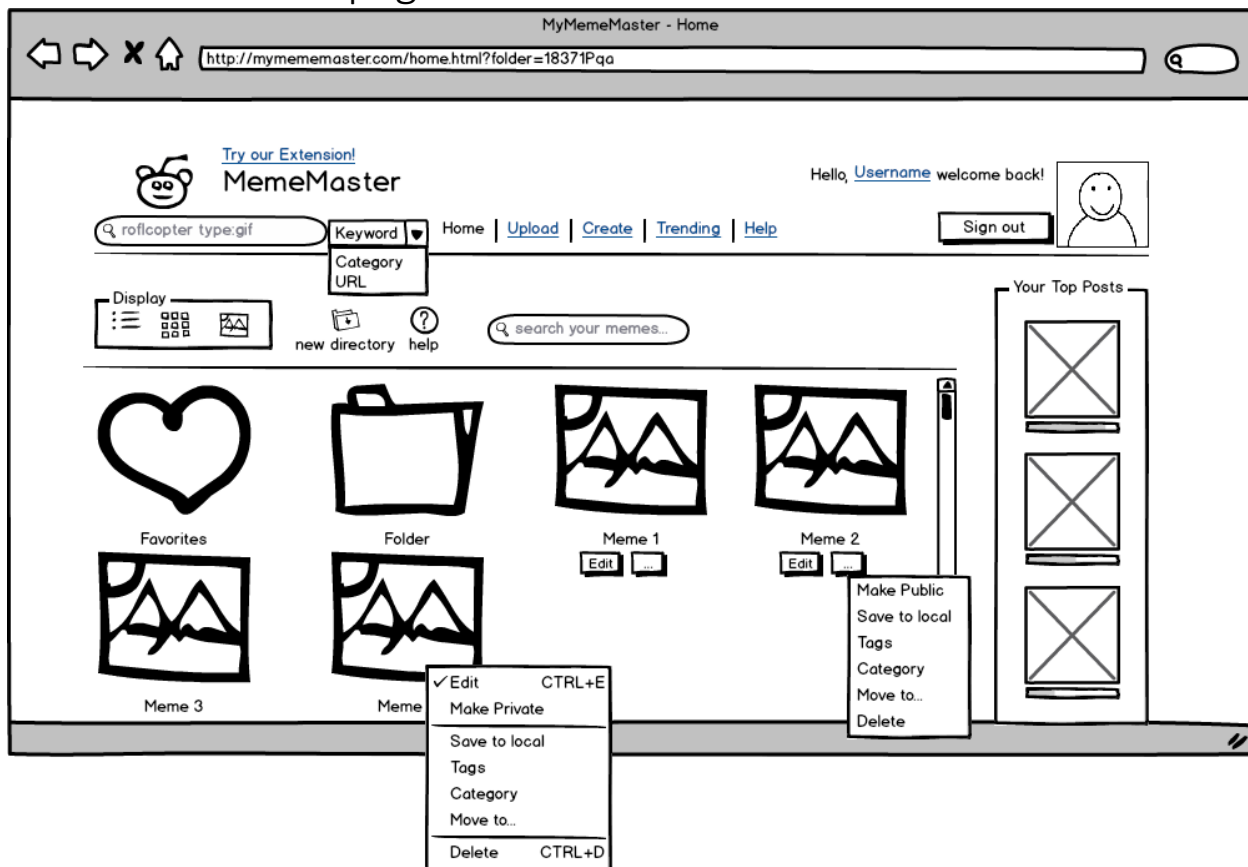 MyMemeMaster - Home
http://mymememaster.com/home.html?folder=18371Pqa
Try our Extension!
MemeMaster
Hello, Username welcome back!
roflcopter type:gif
Keyword
Home | Upload | Create | Trending | Help
Sign out
Category
URL
Display
new directory
help
search your memes...
Your Top Posts
Favorites
Folder
Meme 1
Meme 2
Edit
...
Edit
...
Make Public
Save to local
Tags
Category
Move to...
Delete
Meme 3
Meme
Edit CTRL+E
Make Private
Save to local
Tags
Category
Move to...
Delete CTRL+D